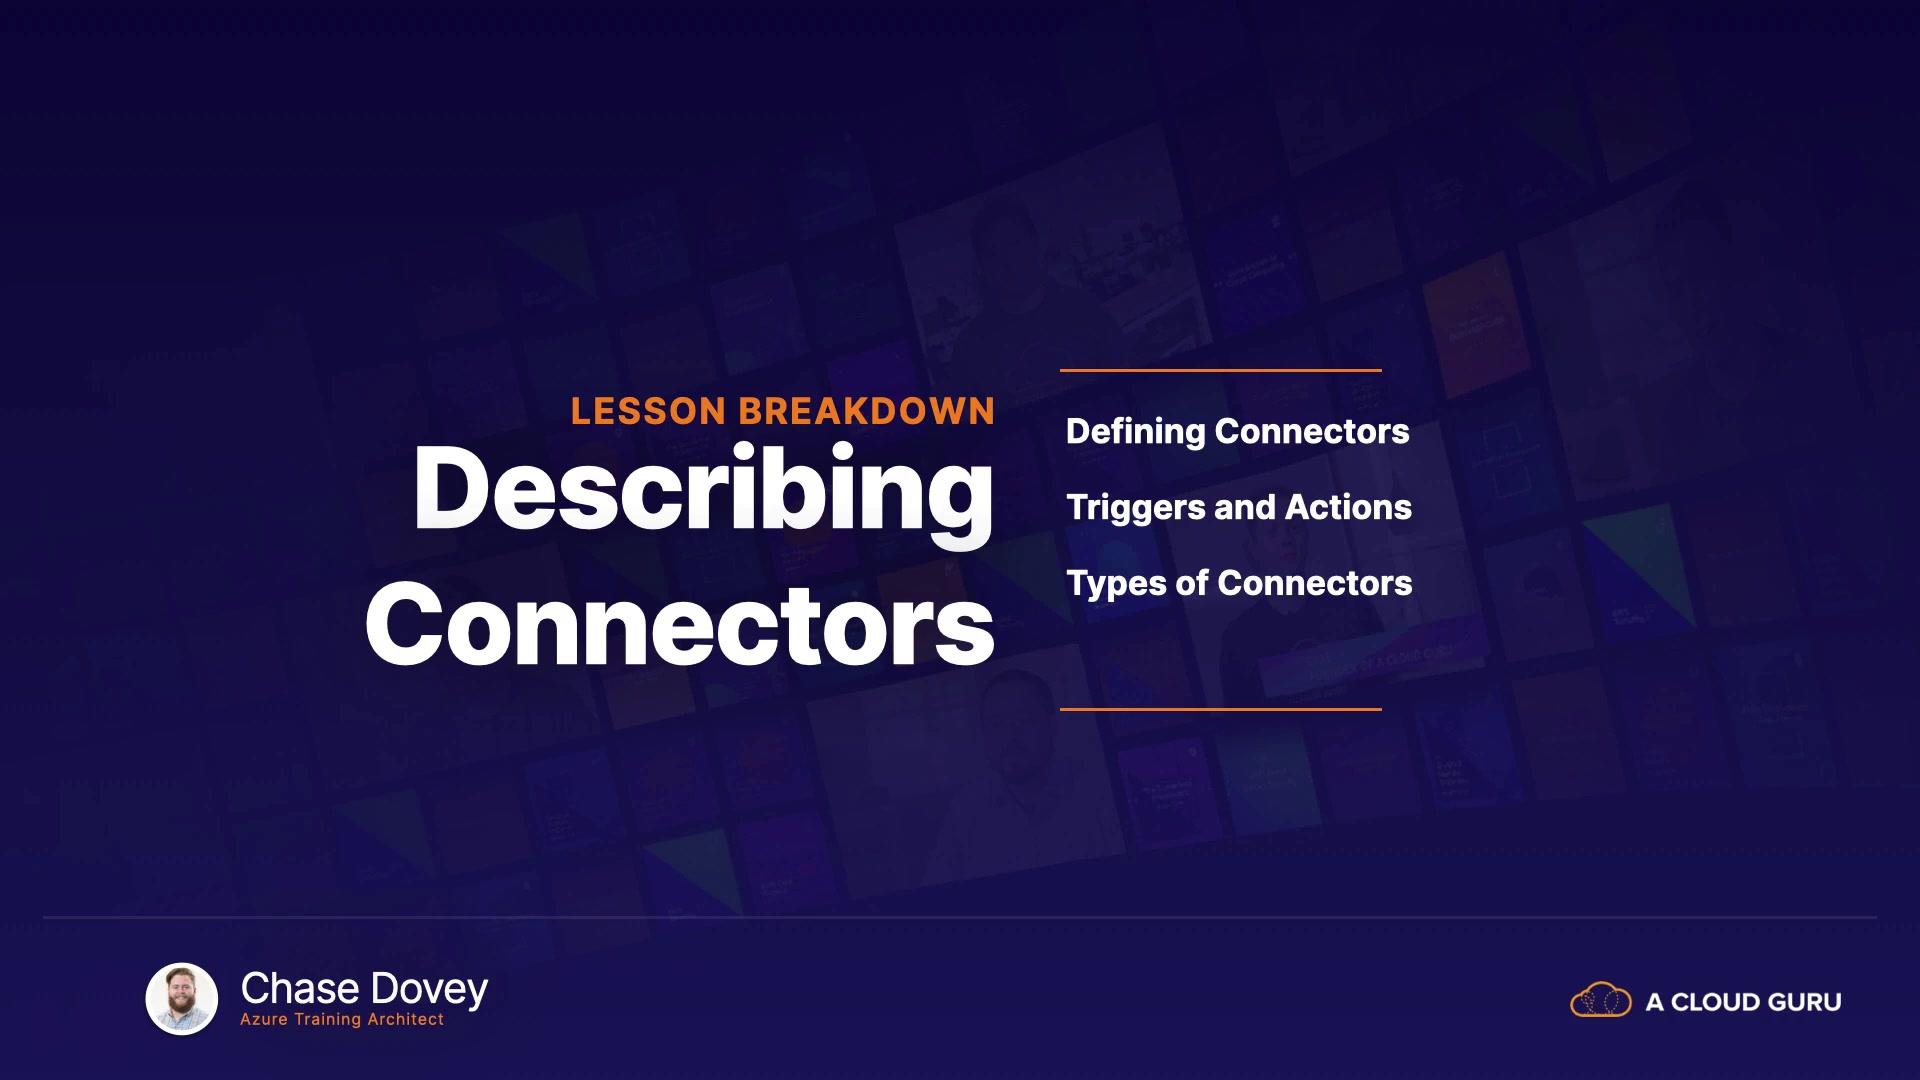 LESSON BREAKDOWN
Describing
Connectors
Defining Connectors
Triggers and Actions
Types of Connectors
Chase Dovey
Azure Training Architect
A CLOUD GURU